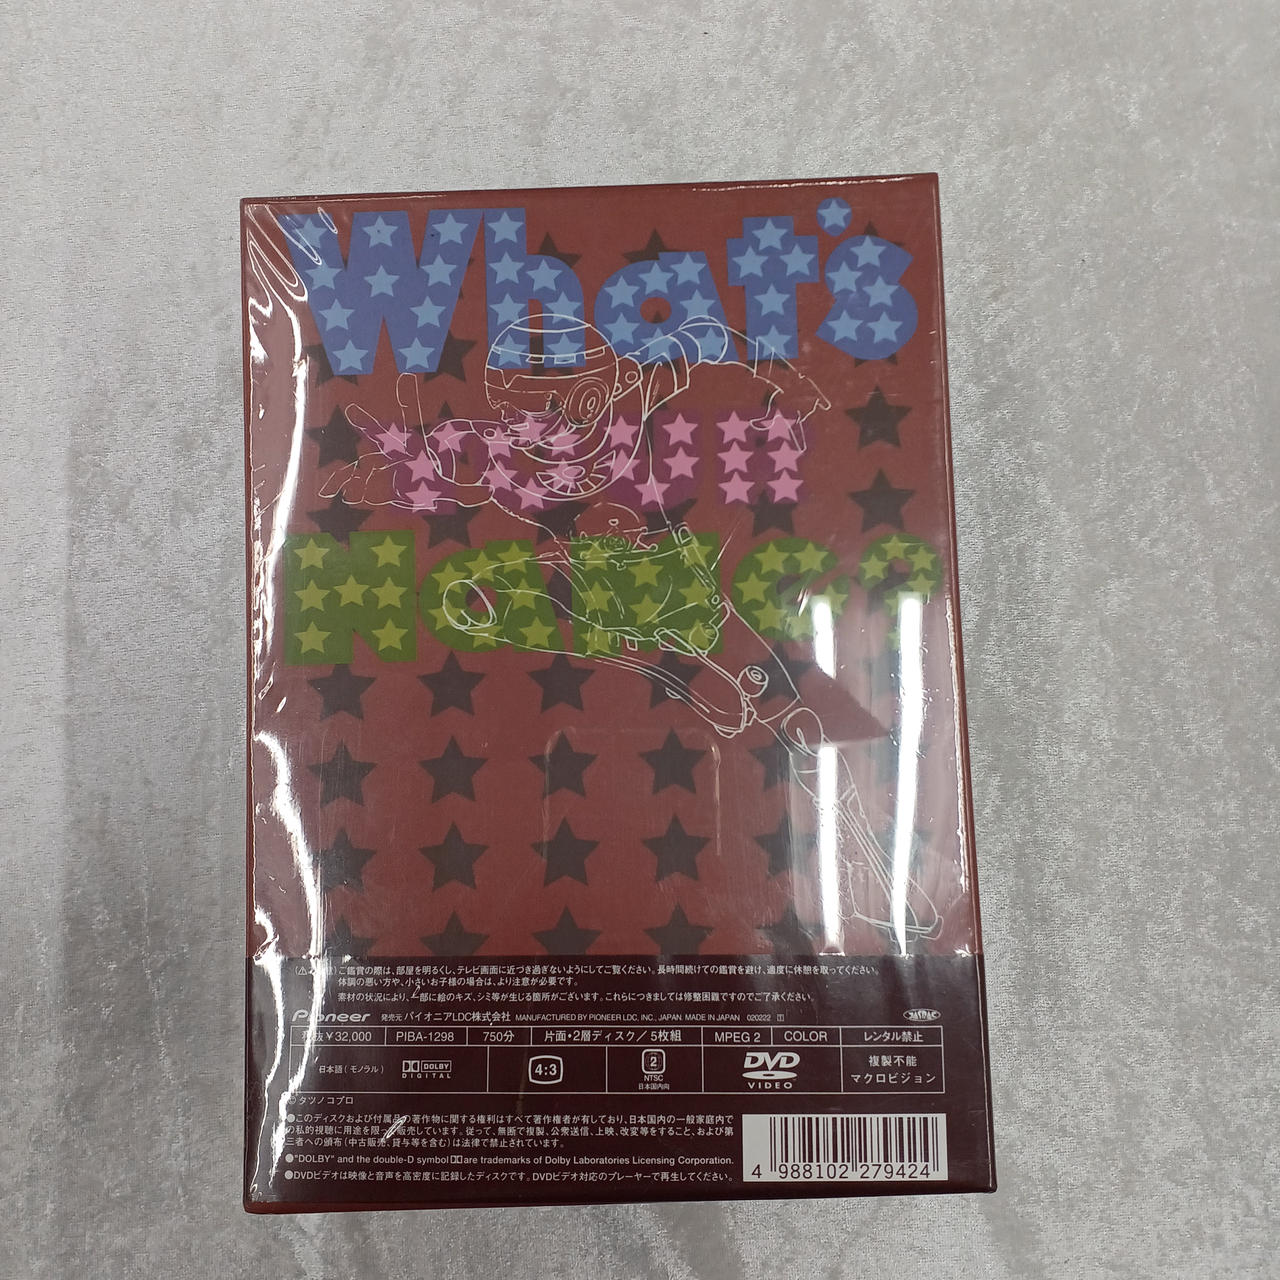 What's
Your
Name?
ご鑑賞の際は、部屋を明るくし、テレビ画面に近づき過ぎないようにしてご覧ください。長時間続けての鑑賞を避け、適度に休憩を取ってください。
体調の悪い方や、小さいお子様の場合は、より注意が必要です。
素材の状況により、一部に絵のキズ、シミ等が生じる箇所がございます。これらにつきましては修整困難ですのでご了承ください。
Pioneer 発売元 パイオニアLDC株式会社 MANUFACTURED BY PIONEER LDC, INC., JAPAN. MADE IN JAPAN 020222 JASRAC
税抜¥32,000 PIBA-1298 750分 片面・2層ディスク/5枚組 MPEG 2 COLOR レンタル禁止
日本語(モノラル) DOLBY DIGITAL 4:3 2 NTSC 日本国内向 DVD VIDEO 複製不能 マクロビジョン
©タツノコプロ
●このディスクおよび付属品の著作物に関する権利はすべて著作権者が有しており、日本国内の一般家庭内で
の私的視聴に用途を限って販売しています。従って、無断で複製、公衆送信、上映、改変等をすること、および第
三者への頒布(中古販売、貸与等を含む)は法律で禁止されています。
●"DOLBY" and the double-D symbol are trademarks of Dolby Laboratories Licensing Corporation.
●DVDビデオは映像と音声を高密度に記録したディスクです。DVDビデオ対応のプレーヤーで再生してください。
4 988102 279424